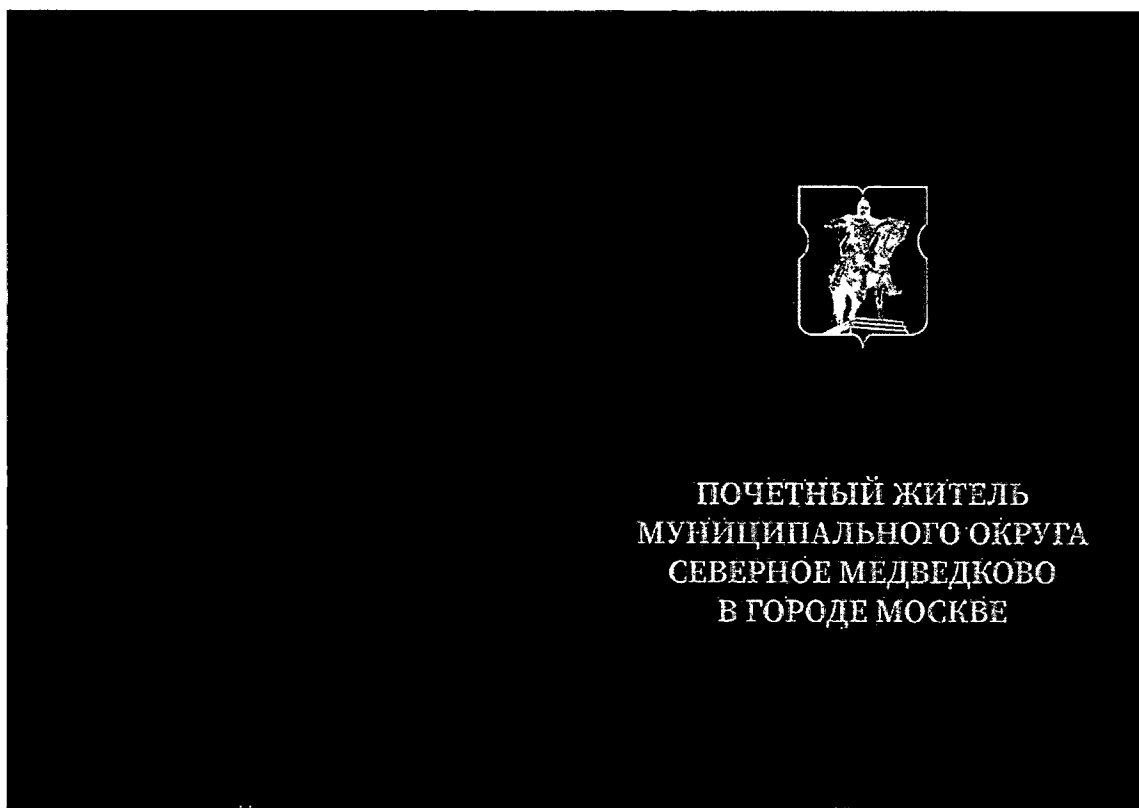 ПОЧЕТНЫЙ ЖИТЕЛЬ
МУНИЦИПАЛЬНОГО ОКРУГА
СЕВЕРНОЕ МЕДВЕДКОВО
В ГОРОДЕ МОСКВЕ